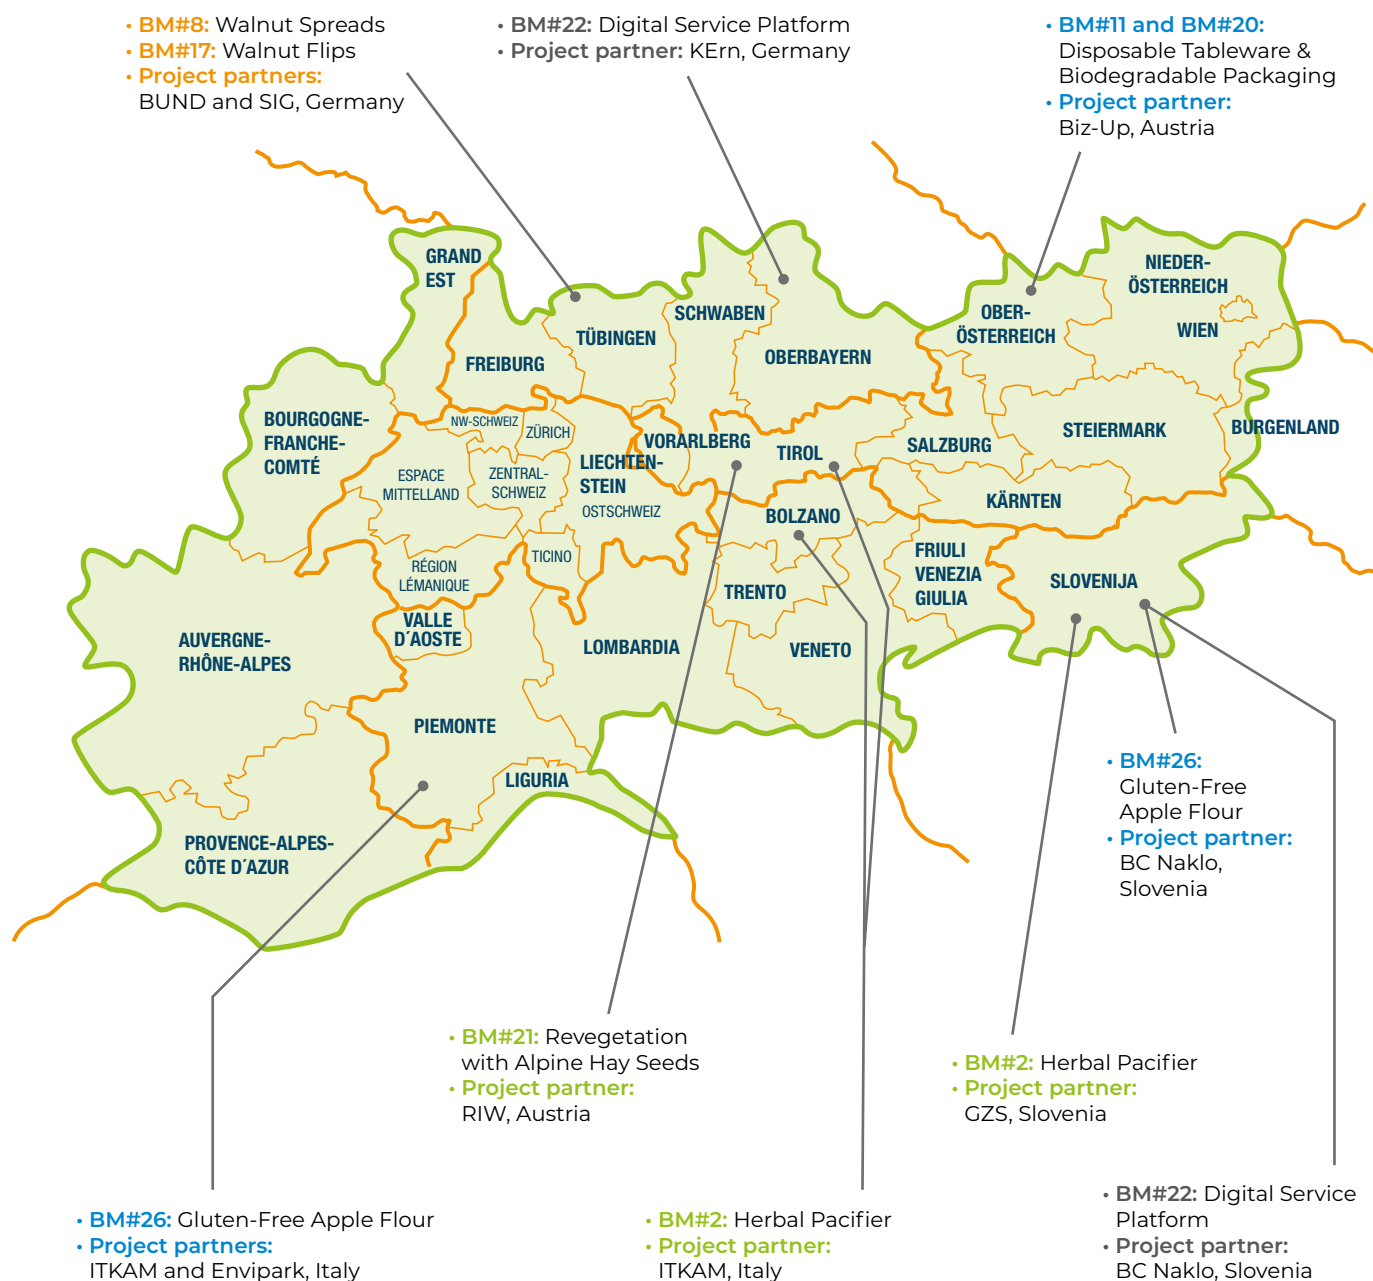 • BM#8: Walnut Spreads
• BM#17: Walnut Flips
• Project partners:
BUND and SIG, Germany
• BM#22: Digital Service Platform
• Project partner: KErn, Germany
• BM#11 and BM#20:
Disposable Tableware &
Biodegradable Packaging
• Project partner:
Biz-Up, Austria
GRAND
EST
FREIBURG
TÜBINGEN
SCHWABEN
OBERBAYERN
OBER-
ÖSTERREICH
NIEDER-
ÖSTERREICH
WIEN
BOURGOGNE-
FRANCHE-
COMTÉ
NW-SCHWEIZ
ZÜRICH
ESPACE
MITTELLAND
ZENTRAL-
SCHWEIZ
LIECHTEN-
STEIN
OSTSCHWEIZ
VORARLBERG
TIROL
SALZBURG
STEIERMARK
BURGENLAND
KÄRNTEN
BOLZANO
TICINO
RÉGION
LÉMANIQUE
VALLE
D´AOSTE
TRENTO
FRIULI
VENEZIA
GIULIA
SLOVENIJA
AUVERGNE-
RHÔNE-ALPES
LOMBARDIA
VENETO
PIEMONTE
LIGURIA
PROVENCE-ALPES-
CÔTE D´AZUR
• BM#26:
Gluten-Free
Apple Flour
• Project partner:
BC Naklo,
Slovenia
• BM#21: Revegetation
with Alpine Hay Seeds
• Project partner:
RIW, Austria
• BM#2: Herbal Pacifier
• Project partner:
GZS, Slovenia
• BM#26: Gluten-Free Apple Flour
• Project partners:
ITKAM and Envipark, Italy
• BM#2: Herbal Pacifier
• Project partner:
ITKAM, Italy
• BM#22: Digital Service
Platform
• Project partner:
BC Naklo, Slovenia